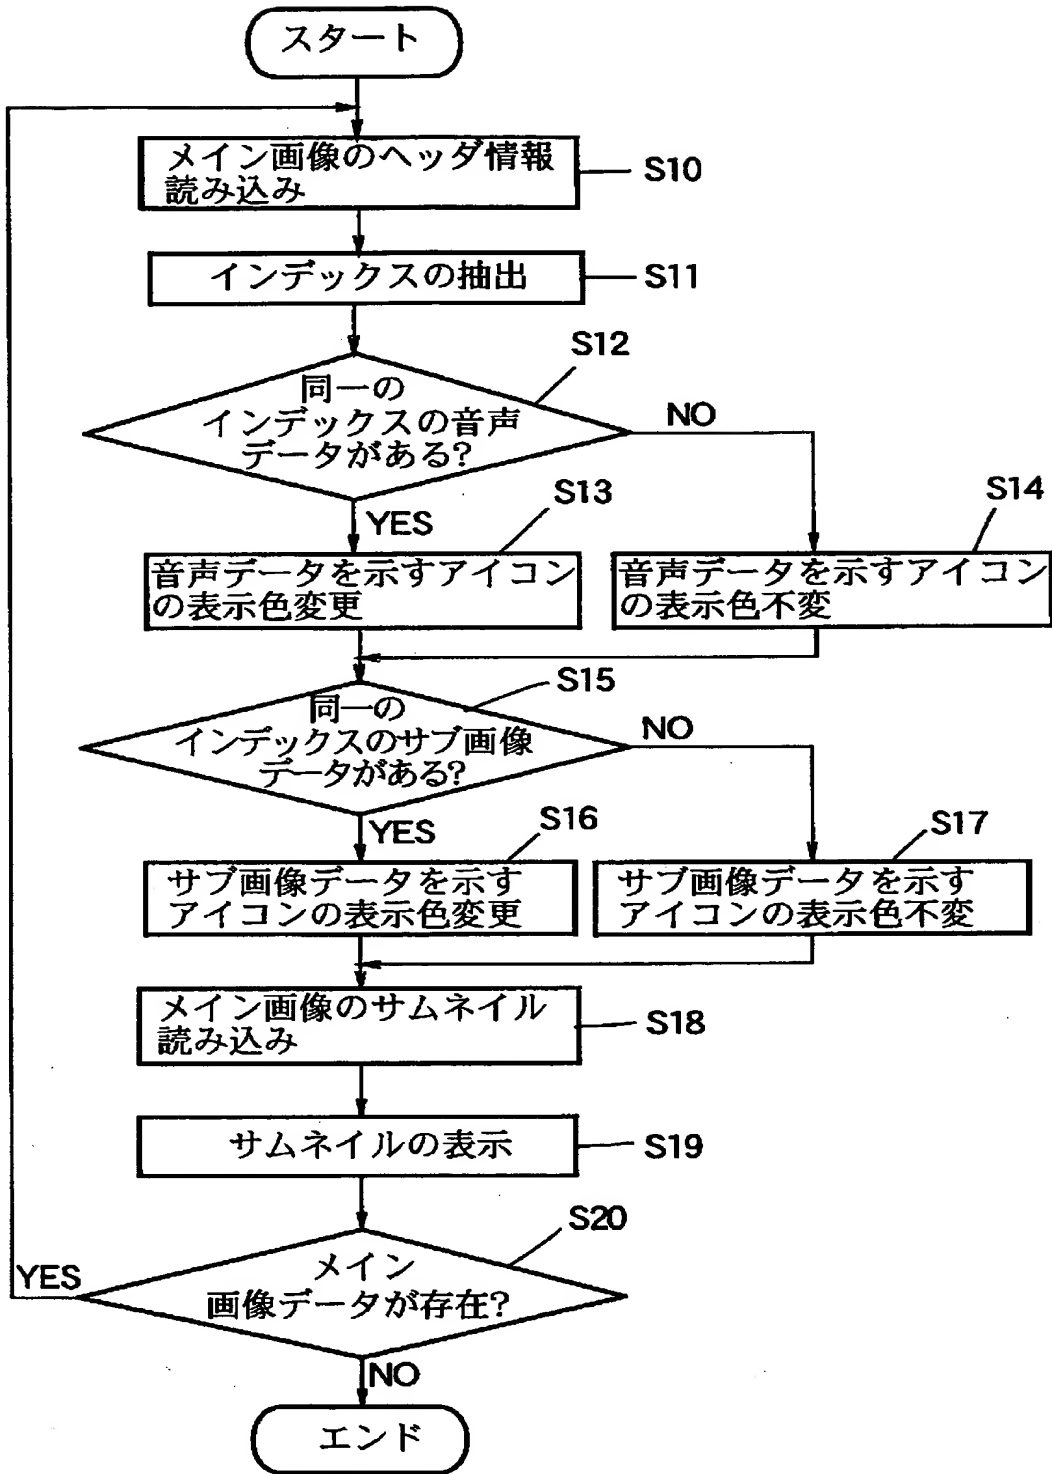 スタート
メイン画像のヘッダ情報
読み込み
S10
インデックスの抽出
S11
S12
同一の
インデックスの音声
データがある?
NO
YES
S13
S14
音声データを示すアイコン
の表示色変更
音声データを示すアイコン
の表示色不変
S15
同一の
インデックスのサブ画像
データがある?
NO
YES
S16
S17
サブ画像データを示す
アイコンの表示色変更
サブ画像データを示す
アイコンの表示色不変
メイン画像のサムネイル
読み込み
S18
サムネイルの表示
S19
S20
メイン
画像データが存在?
YES
NO
エンド